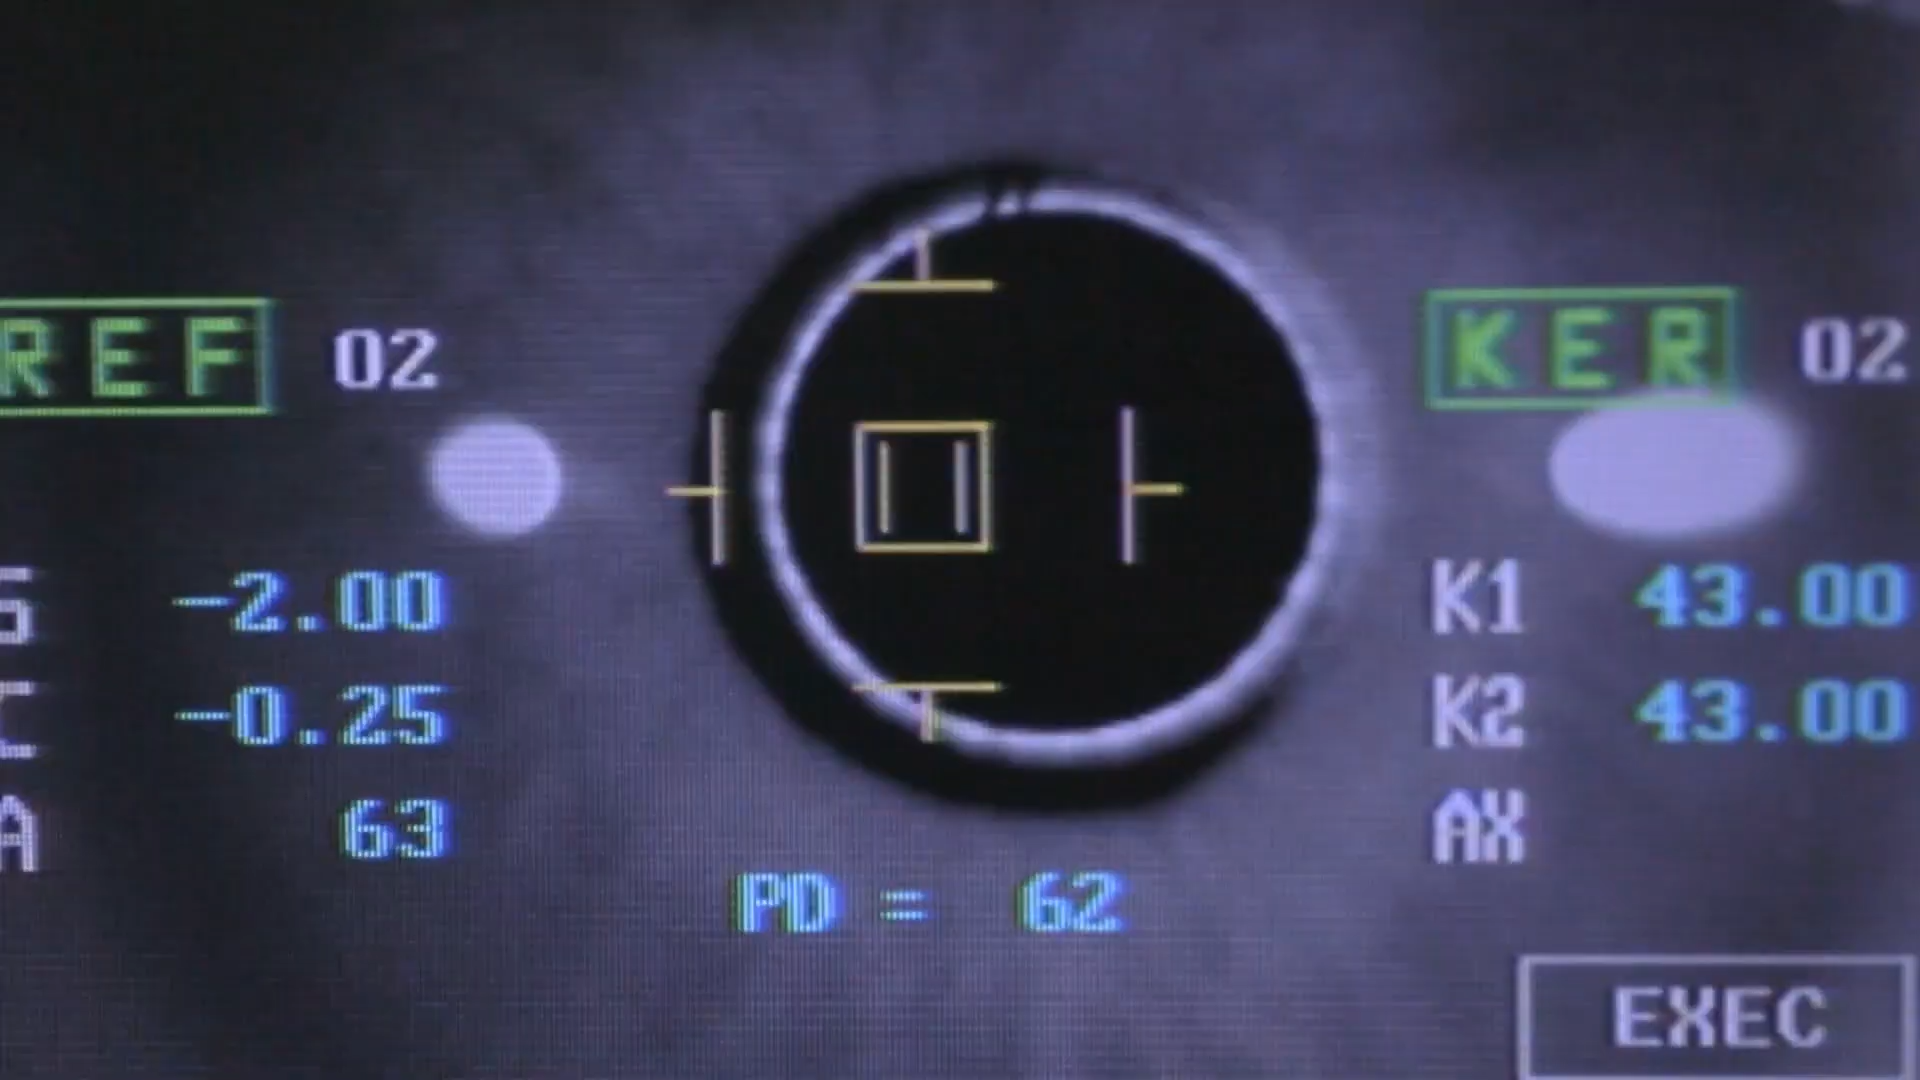 REF 02
KER 02
S -2.00
C -0.25
A 63
K1 43.00
K2 43.00
AX
PD = 62
EXEC